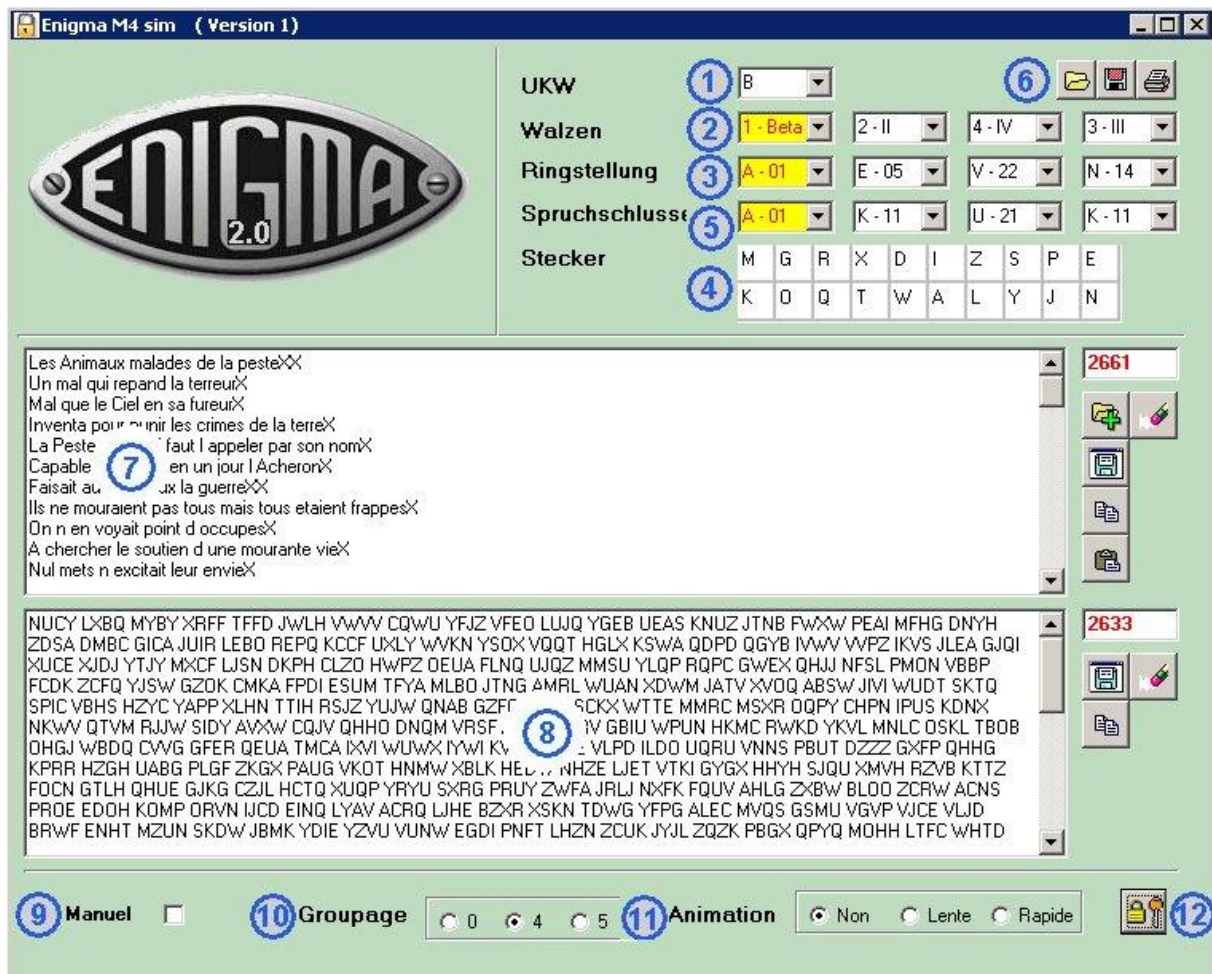 Enigma M4 sim ( Version 1)
ENIGMA
2.0
UKW 1 B 6
Walzen 2 1 - Beta 2 - II 4 - IV 3 - III
Ringstellung 3 A - 01 E - 05 V - 22 N - 14
Spruchschlusse 5 A - 01 K - 11 U - 21 K - 11
Stecker M G R X D I Z S P E
4 K O Q T W A L Y J N
Les Animaux malades de la pesteXX
Un mal qui repand la terreurX
Mal que le Ciel en sa fureurX
Inventa pour punir les crimes de la terreX
La Peste faut l appeler par son nomX
Capable en un jour l AcheronX
Faisait au la guerreXX
Ils ne mouraient pas tous mais tous etaient frappesX
On n en voyait point d occupesX
A chercher le soutien d une mourante vieX
Nul mets n excitait leur envieX
7
2661
NUCY LXBQ MYBY XRFF TFFD JWLH VWVV CQWU YFJZ VFEO LUJQ YGEB UEAS KNUZ JTNB FWXW PEAI MFHG DNYH
ZDSA DMBC GICA JUIR LEBO REPQ KCCF UXLY WVKN YSOX VQQT HGLX KSWA QDPD QGYB IVWV VVPZ IKVS JLEA GJQI
XUCE XJDJ YTJY MXCF LJSN DKPH CLZO HWPZ OEUA FLNQ UJQZ MMSU YLQP RQPC GWEX QHJJ NFSL PMON VBBP
FCDK ZCFQ YJSW GZOK CMKA FPDI ESUM TFYA MLBO JTNG AMRL WUAN XDWM JATV XVOQ ABSW JIVI WUDT SKTQ
SPIC VBHS HZYC YAPP XLHN TTIH RSJZ YUJW QNAB SCKX WTTE MMRC MSXR OQPY CHPN IPUS KDNX
NKWV QTVM RJJW SIDY AVXW CQJV QHHO DNQM GBIU WPUN HKMC RWKD YKVL MNLC OSKL TBOB
OHGJ WBDQ CVVG GFER QEUA TMCA IXVI WUWX IYWI VLPD ILDO UQRU VNNS PBUT DZZZ GXFP QHHG
KPRR HZGH UABG PLGF ZKGX PAUG VKOT HNMW XBLK NHZE LJET VTKI GYGX HHYH SJQU XMVH RZVB KTTZ
FOCN GTLH QHUE GJKG CZJL HCTQ XUQP YRYU SXRG PRUY ZWFA JRLJ NXFK FQUV AHLG ZXBW BLOO ZCRW ACNS
PROE EDOH KOMP ORVN IJCD EINQ LYAV ACRQ LJHE BZXR XSKN TDWG YFPG ALEC MVQS GSMU VGVP VJCE VLJD
BRWF ENHT MZUN SKDW JBMK YDIE YZVU VUNW EGDI PNFT LHZN ZCUK JYJL ZQZK PBGX QPYQ MOHH LTFC WHTD
8
2633
9 Manuel 10 Groupage 0 4 5 11 Animation Non Lente Rapide 12